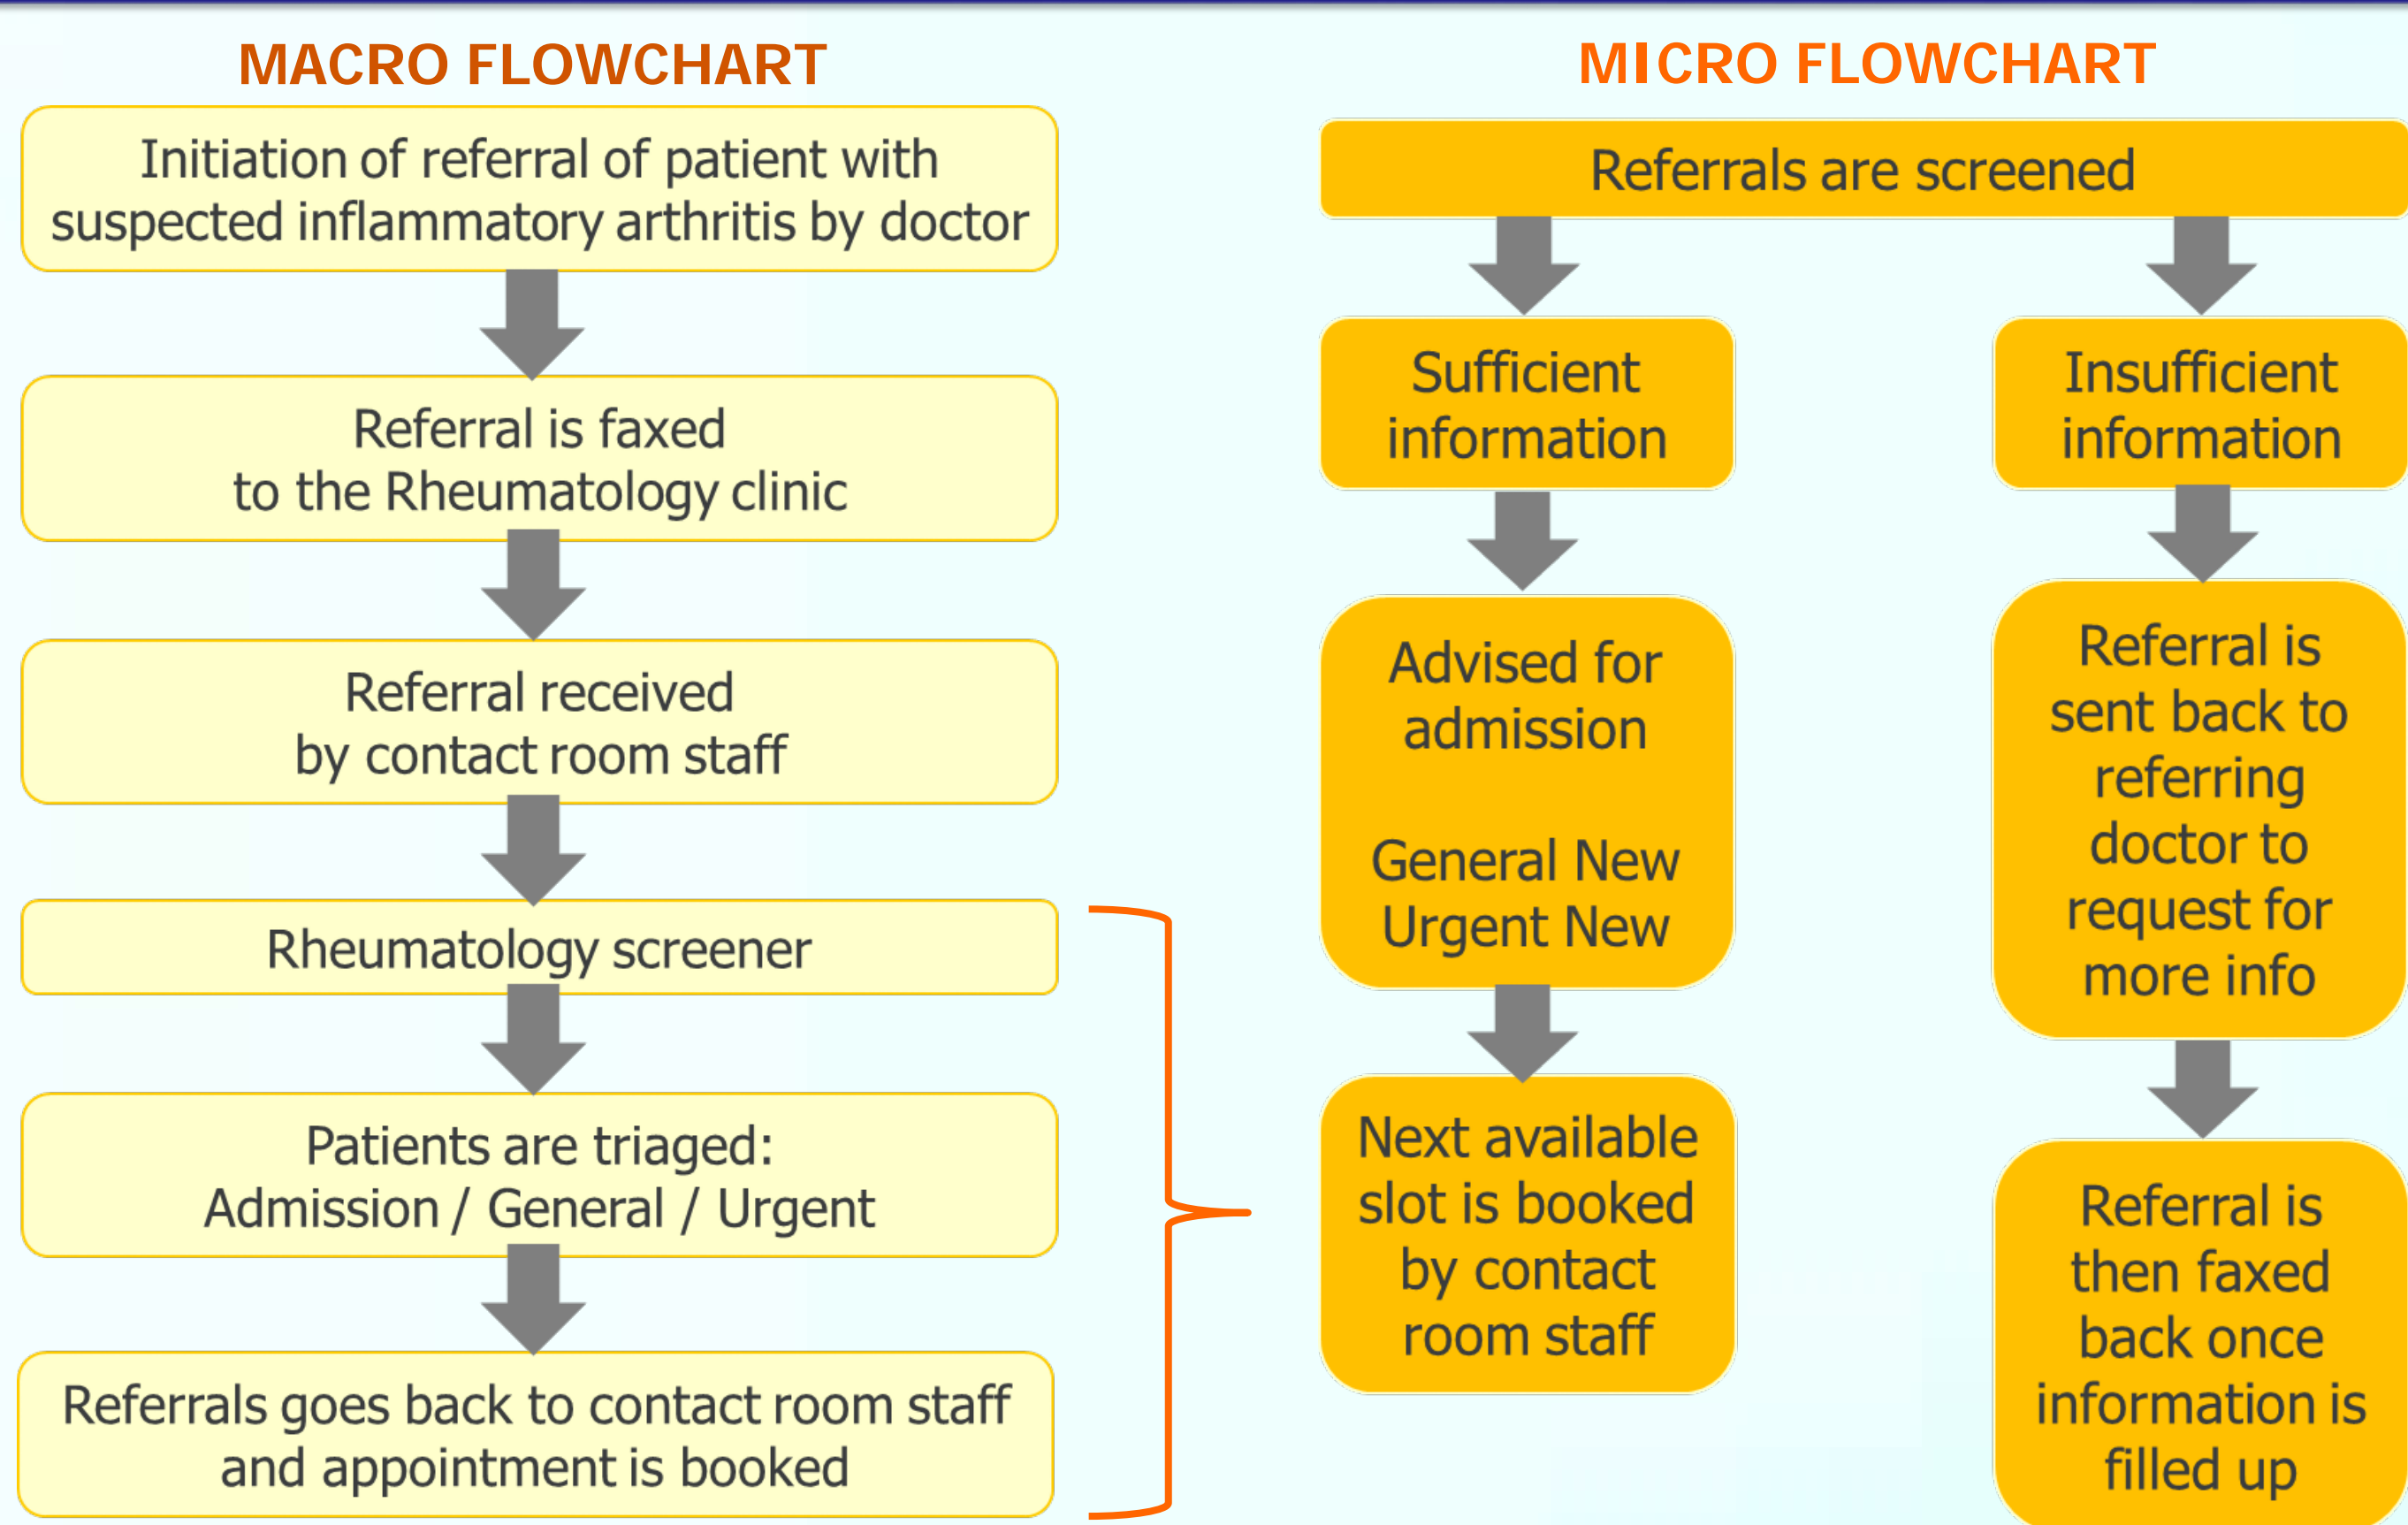 MACRO FLOWCHART
Initiation of referral of patient with
suspected inflammatory arthritis by doctor
Referral is faxed
to the Rheumatology clinic
Referral received
by contact room staff
Rheumatology screener
Patients are triaged:
Admission / General / Urgent
Referrals goes back to contact room staff
and appointment is booked
MICRO FLOWCHART
Referrals are screened
Sufficient
information
Advised for
admission
General New
Urgent New
Next available
slot is booked
by contact
room staff
Insufficient
information
Referral is
sent back to
referring
doctor to
request for
more info
Referral is
then faxed
back once
information is
filled up